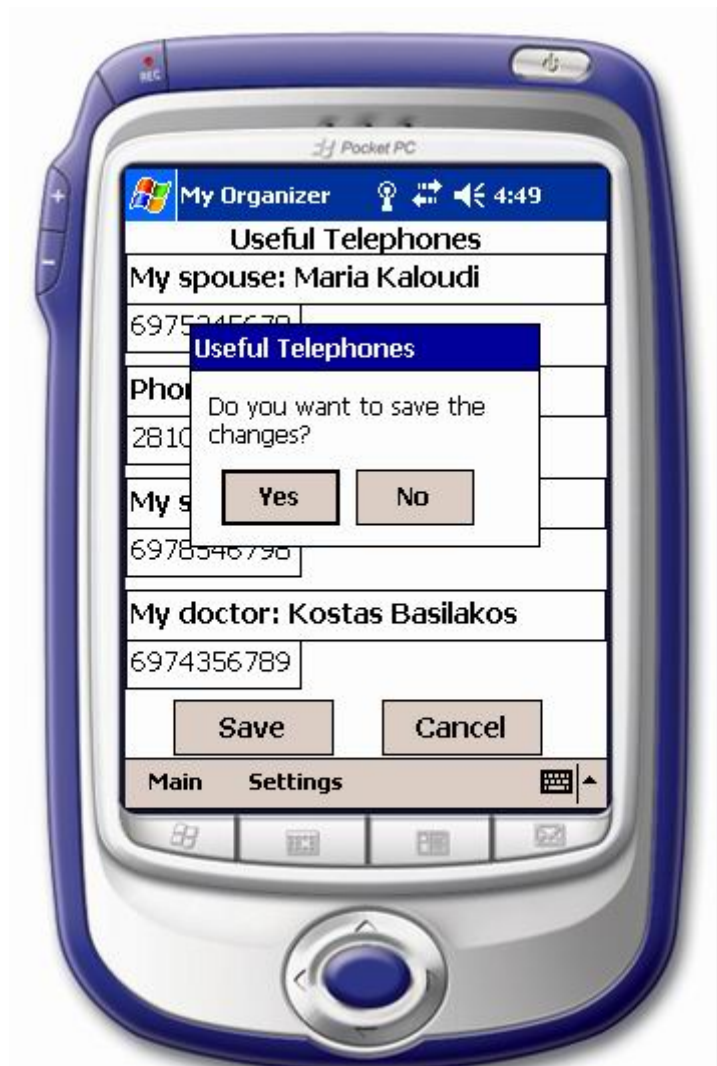 REC
Pocket PC
My Organizer 4:49
Useful Telephones
My spouse: Maria Kaloudi
Useful Telephones
Do you want to save the
changes?
Yes No
2810
6978546798
My doctor: Kostas Basilakos
6974356789
Save Cancel
Main Settings